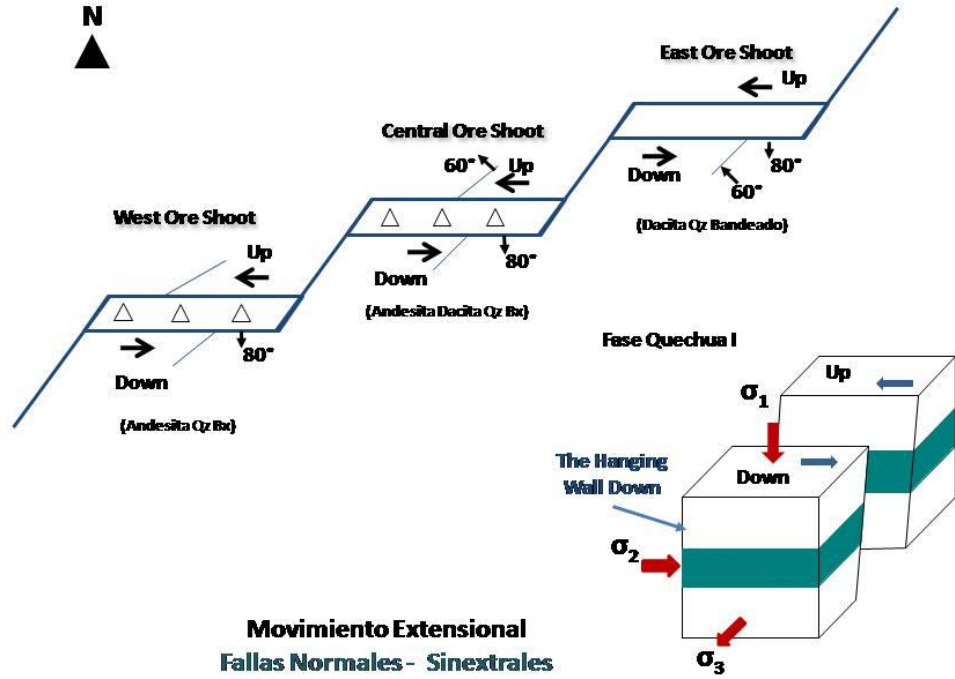 N
East Ore Shoot
Up
Down
80°
60°
(Dacita Qz Bandeado)
Central Ore Shoot
60°
Up
Down
80°
(Andesita Dacita Qz Bx)
West Ore Shoot
Up
Down
80°
(Andesita Qz Bx)
Fase Quechua I
Up
σ1
The Hanging
Wall Down
Down
σ2
σ3
Movimiento Extensional
Fallas Normales - Sinextrales